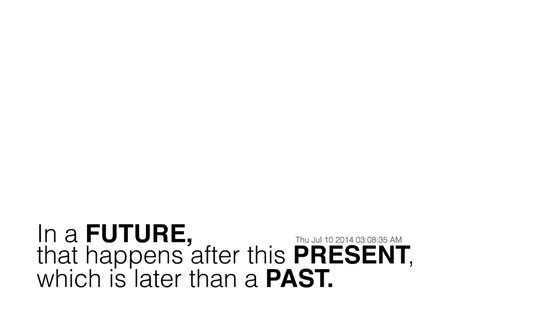 In a FUTURE,
Thu Jul 10 2014 03:08:35 AM
that happens after this PRESENT,
which is later than a PAST.